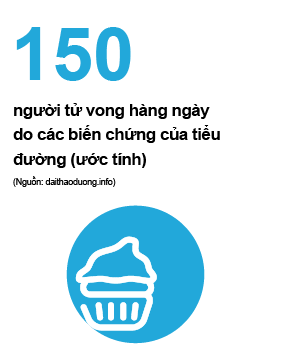 150
người tử vong hàng ngày
do các biến chứng của tiểu
đường (ước tính)
(Nguồn: daithaoduong.info)